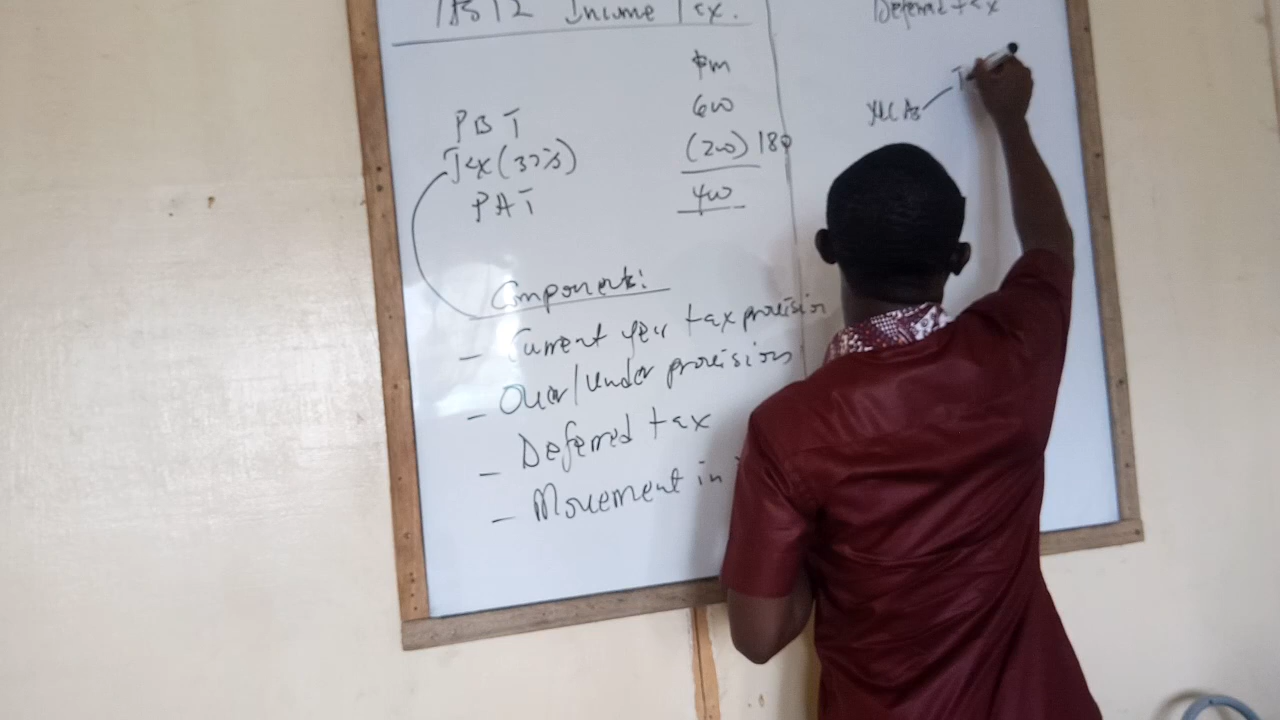 IAS 12 Income Tax.
$m
PBT 600
Tax (30%) (200) 180
PAT 400
Components:
- Current year tax provision
- Over/under provision
- Deferred tax
- Movement in
Deferred tax